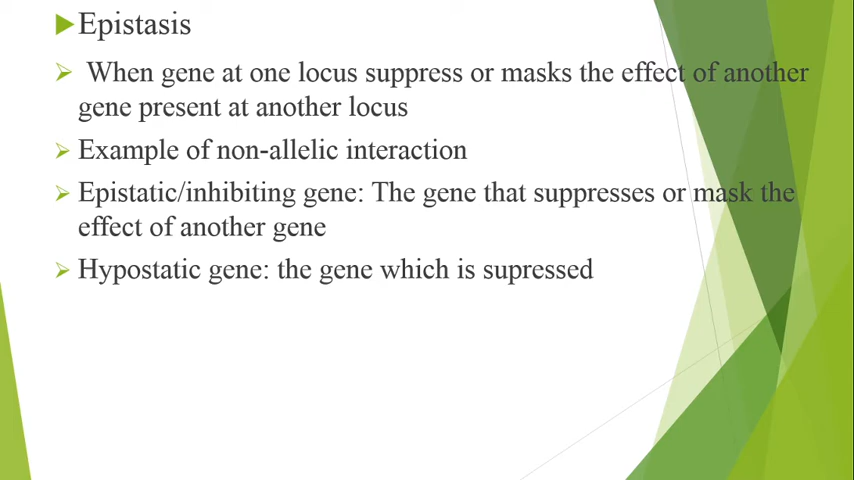 Epistasis
When gene at one locus suppress or masks the effect of another
gene present at another locus
Example of non-allelic interaction
Epistatic/inhibiting gene: The gene that suppresses or mask the
effect of another gene
Hypostatic gene: the gene which is supressed